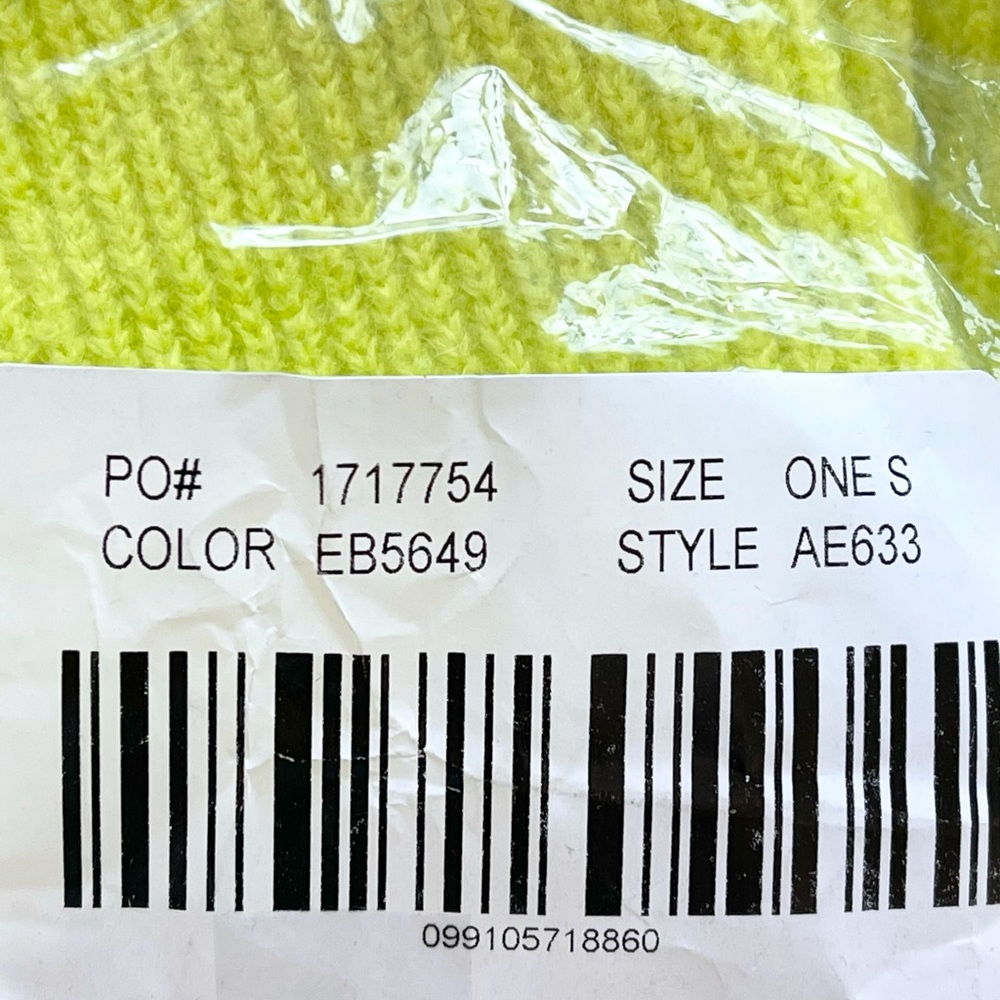 PO# 1717754 SIZE ONE S
COLOR EB5649 STYLE AE633
099105718860